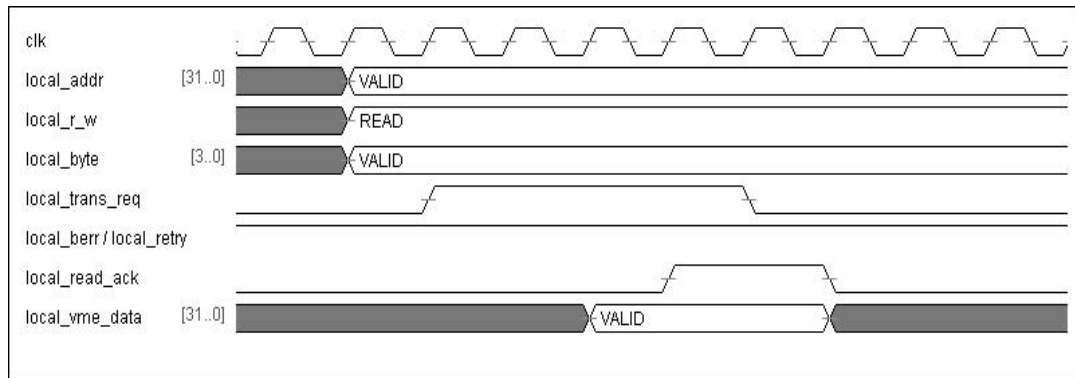 clk
local_addr [31..0] VALID
local_r_w READ
local_byte [3..0] VALID
local_trans_req
local_berr / local_retry
local_read_ack
local_vme_data [31..0] VALID